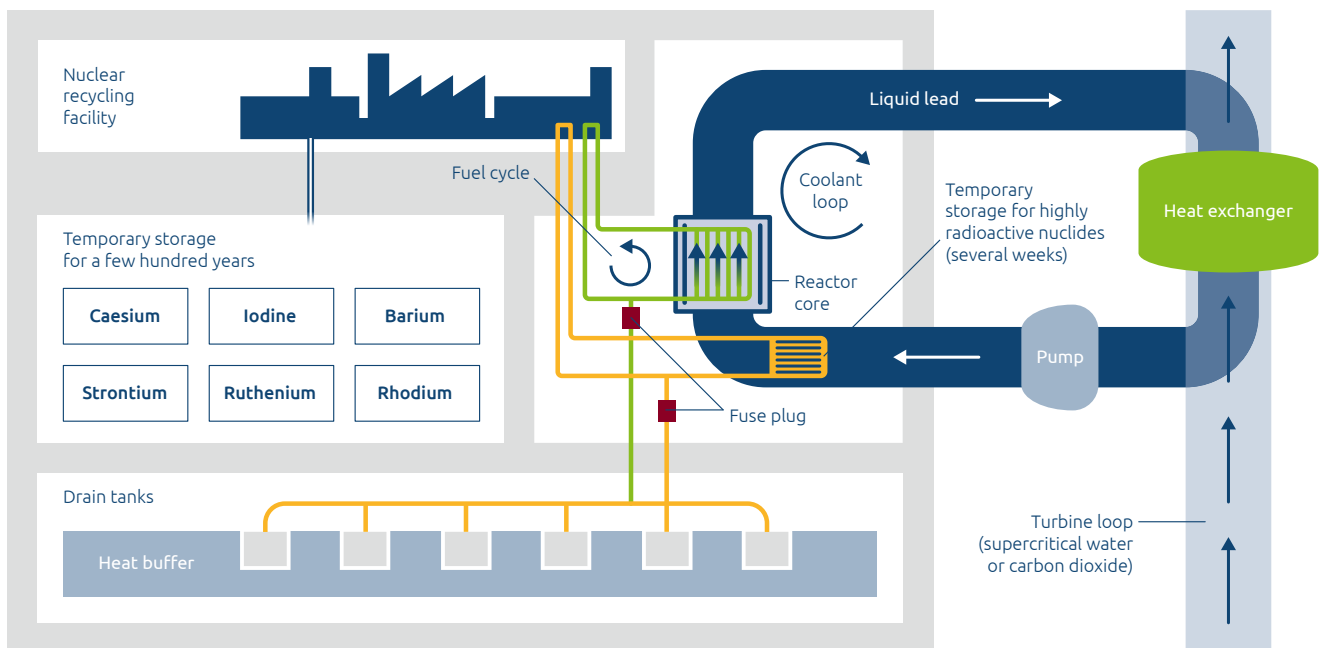 Nuclear
recycling
facility
Fuel cycle
Liquid lead
Coolant
loop
Temporary
storage for highly
radioactive nuclides
(several weeks)
Heat exchanger
Temporary storage
for a few hundred years
Caesium
Iodine
Barium
Strontium
Ruthenium
Rhodium
Reactor
core
Pump
Fuse plug
Drain tanks
Heat buffer
Turbine loop
(supercritical water
or carbon dioxide)